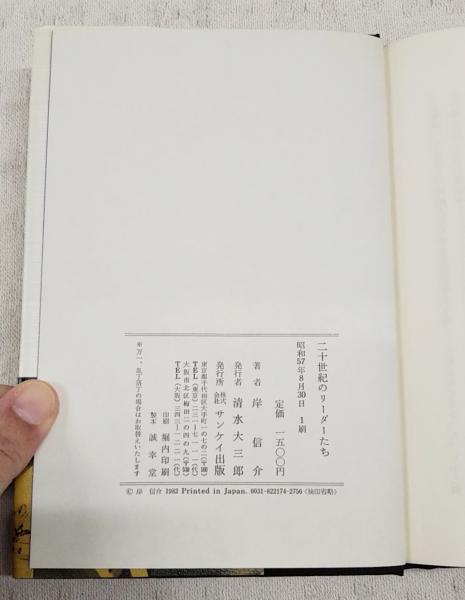 二十世紀のリーダーたち
昭和57年8月30日 1刷
定価 一五〇〇円
著者 岸信介
発行者 清水大三郎
発行所 株式会社 サンケイ出版
東京都千代田区大手町一の七の二(〒100)
TEL(東京)二三一―七一一一(代)
大阪市北区梅田二の四の九(〒530)
TEL(大阪)三四三―一二二一(代)
印刷 堀内印刷
製本 誠幸堂
※万一、乱丁落丁の場合はお取替えいたします
© 岸 信介 1982 Printed in Japan. 0031-822174-2756〈検印省略〉